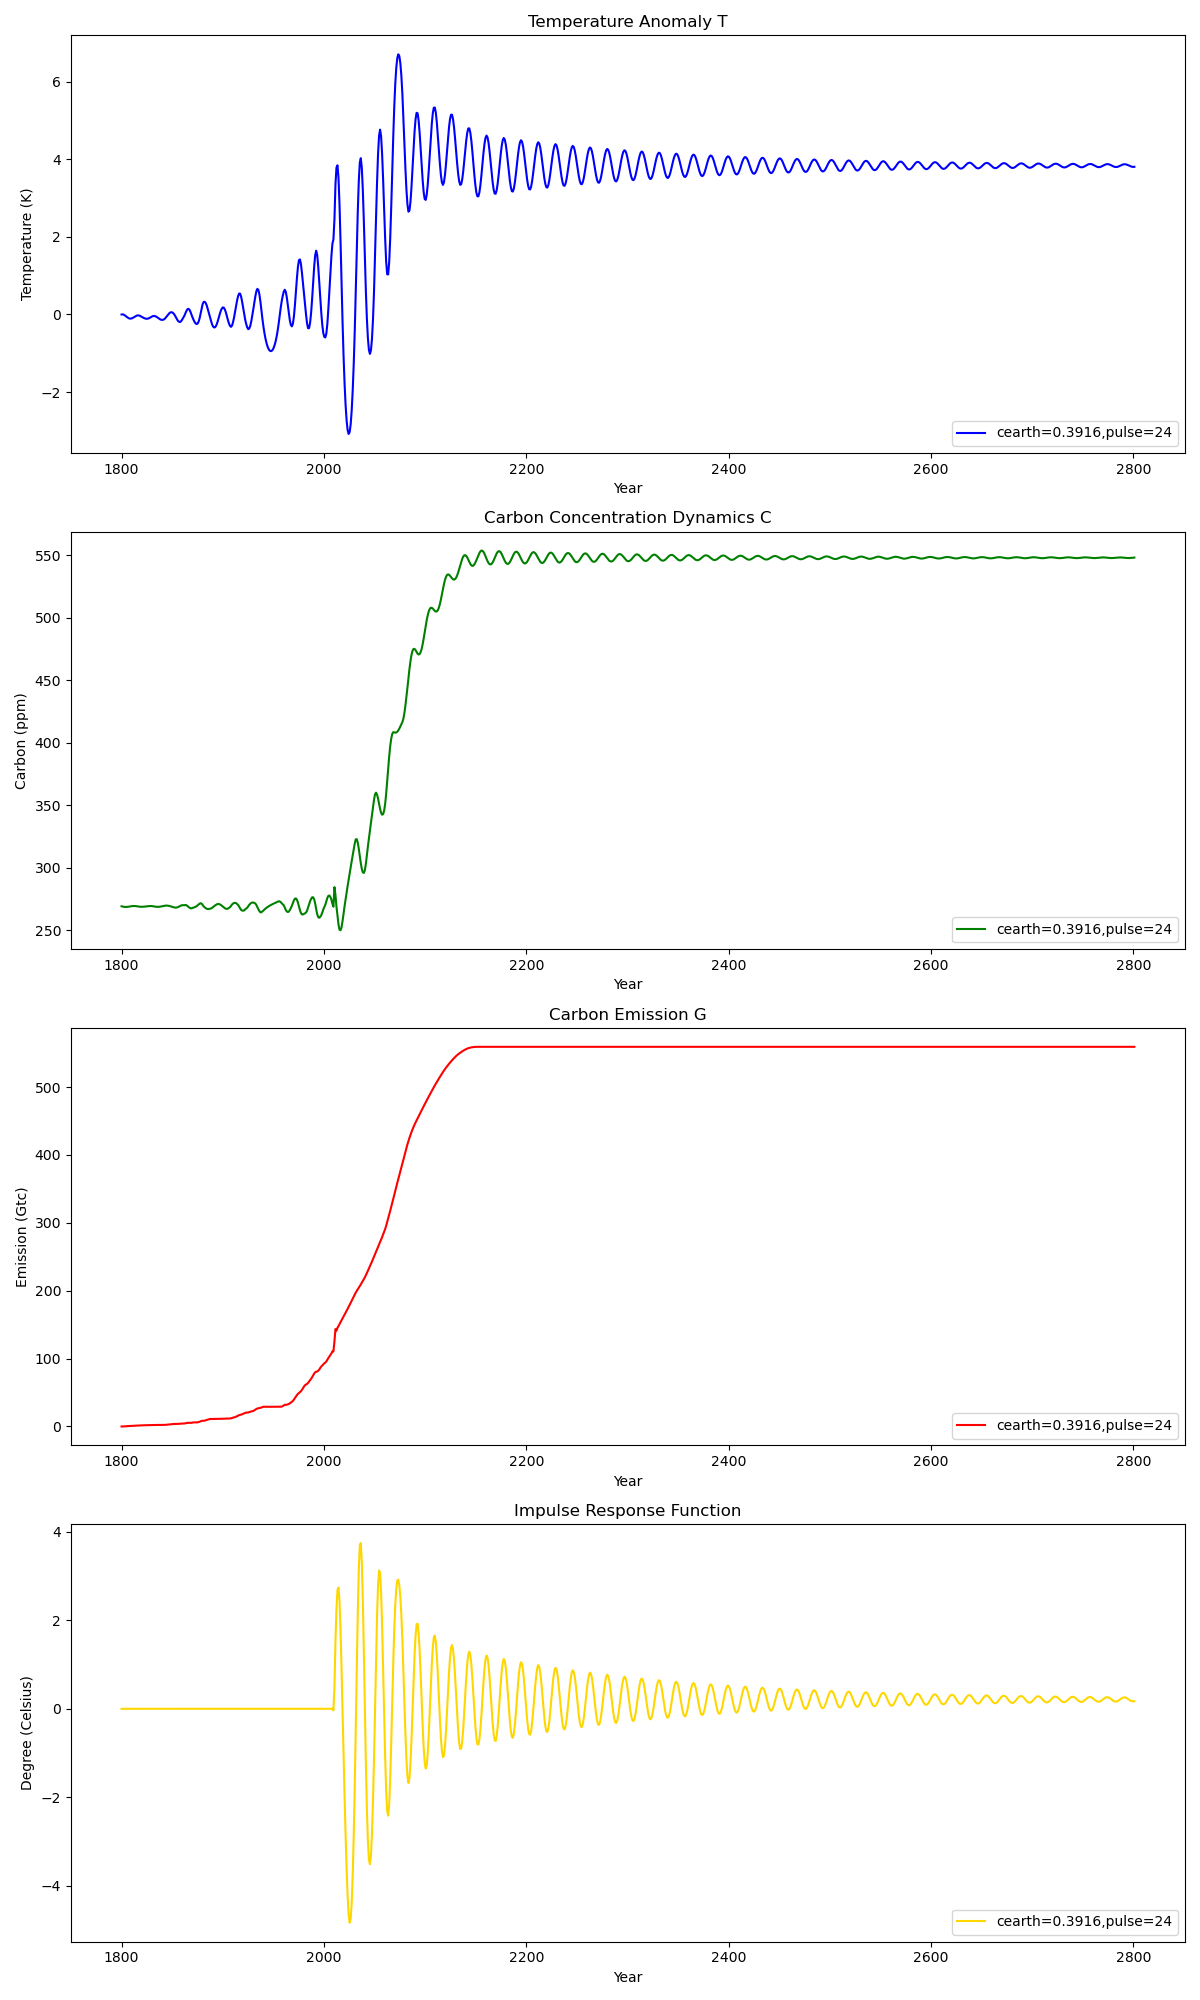 Temperature Anomaly T
Temperature (K)
6
4
2
0
−2
cearth=0.3916,pulse=24
1800 2000 2200 2400 2600 2800
Year
Carbon Concentration Dynamics C
Carbon (ppm)
550
500
450
400
350
300
250
cearth=0.3916,pulse=24
1800 2000 2200 2400 2600 2800
Year
Carbon Emission G
Emission (Gtc)
500
400
300
200
100
0
cearth=0.3916,pulse=24
1800 2000 2200 2400 2600 2800
Year
Impulse Response Function
Degree (Celsius)
4
2
0
−2
−4
cearth=0.3916,pulse=24
1800 2000 2200 2400 2600 2800
Year